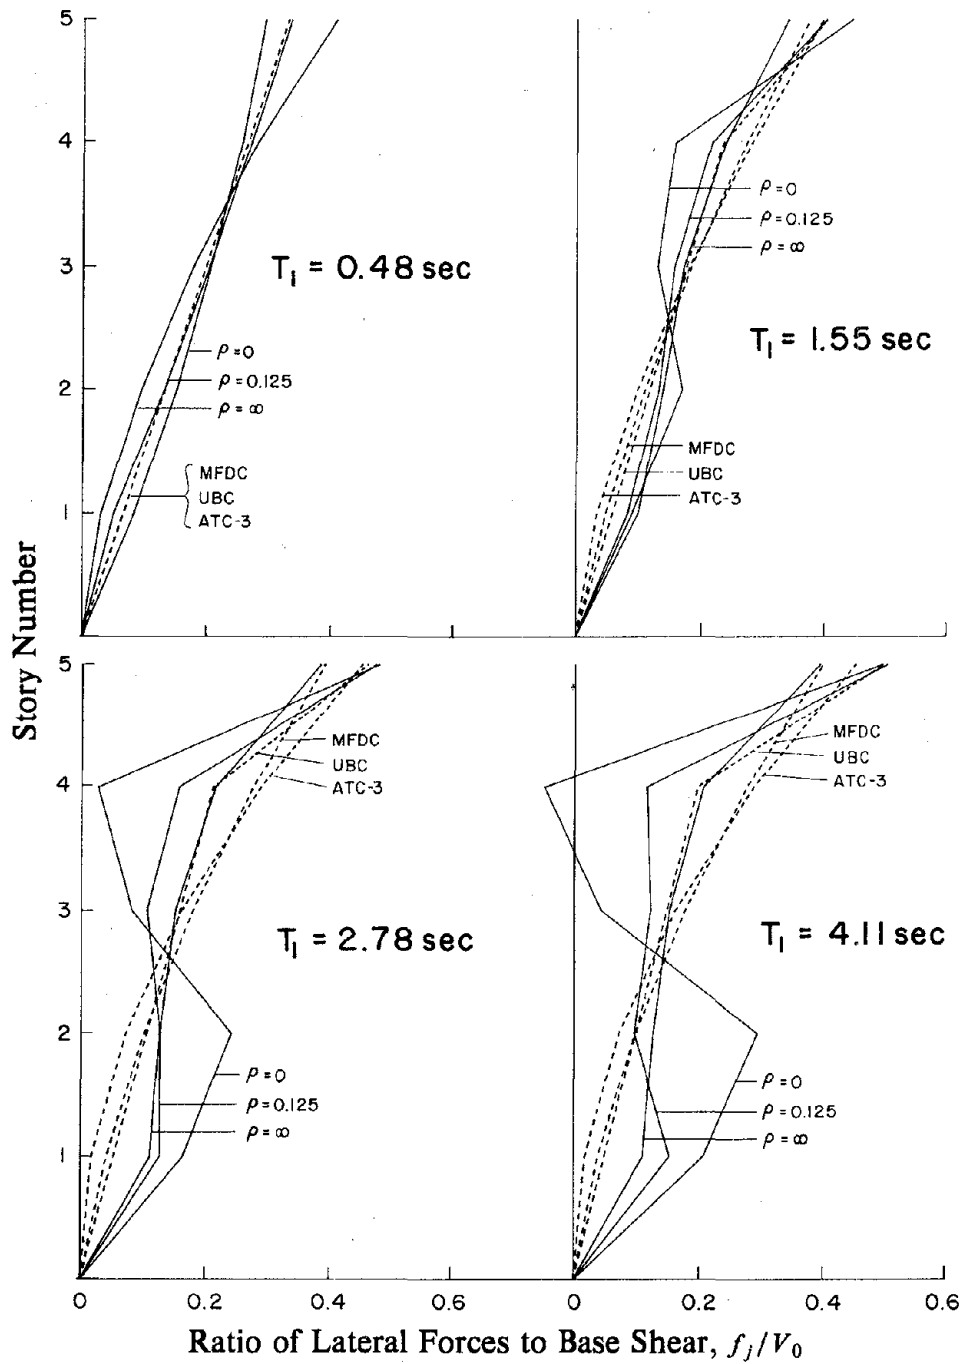 5
4
3
2
1
ρ = 0
ρ = 0.125
ρ = ∞
MFDC
UBC
ATC-3
T₁ = 0.48 sec
ρ = 0
ρ = 0.125
ρ = ∞
T₁ = 1.55 sec
MFDC
UBC
ATC-3
Story Number
5
4
3
2
1
MFDC
UBC
ATC-3
T₁ = 2.78 sec
ρ = 0
ρ = 0.125
ρ = ∞
0 0.2 0.4 0.6
MFDC
UBC
ATC-3
T₁ = 4.11 sec
ρ = 0
ρ = 0.125
ρ = ∞
0 0.2 0.4 0.6
Ratio of Lateral Forces to Base Shear, fⱼ/V₀